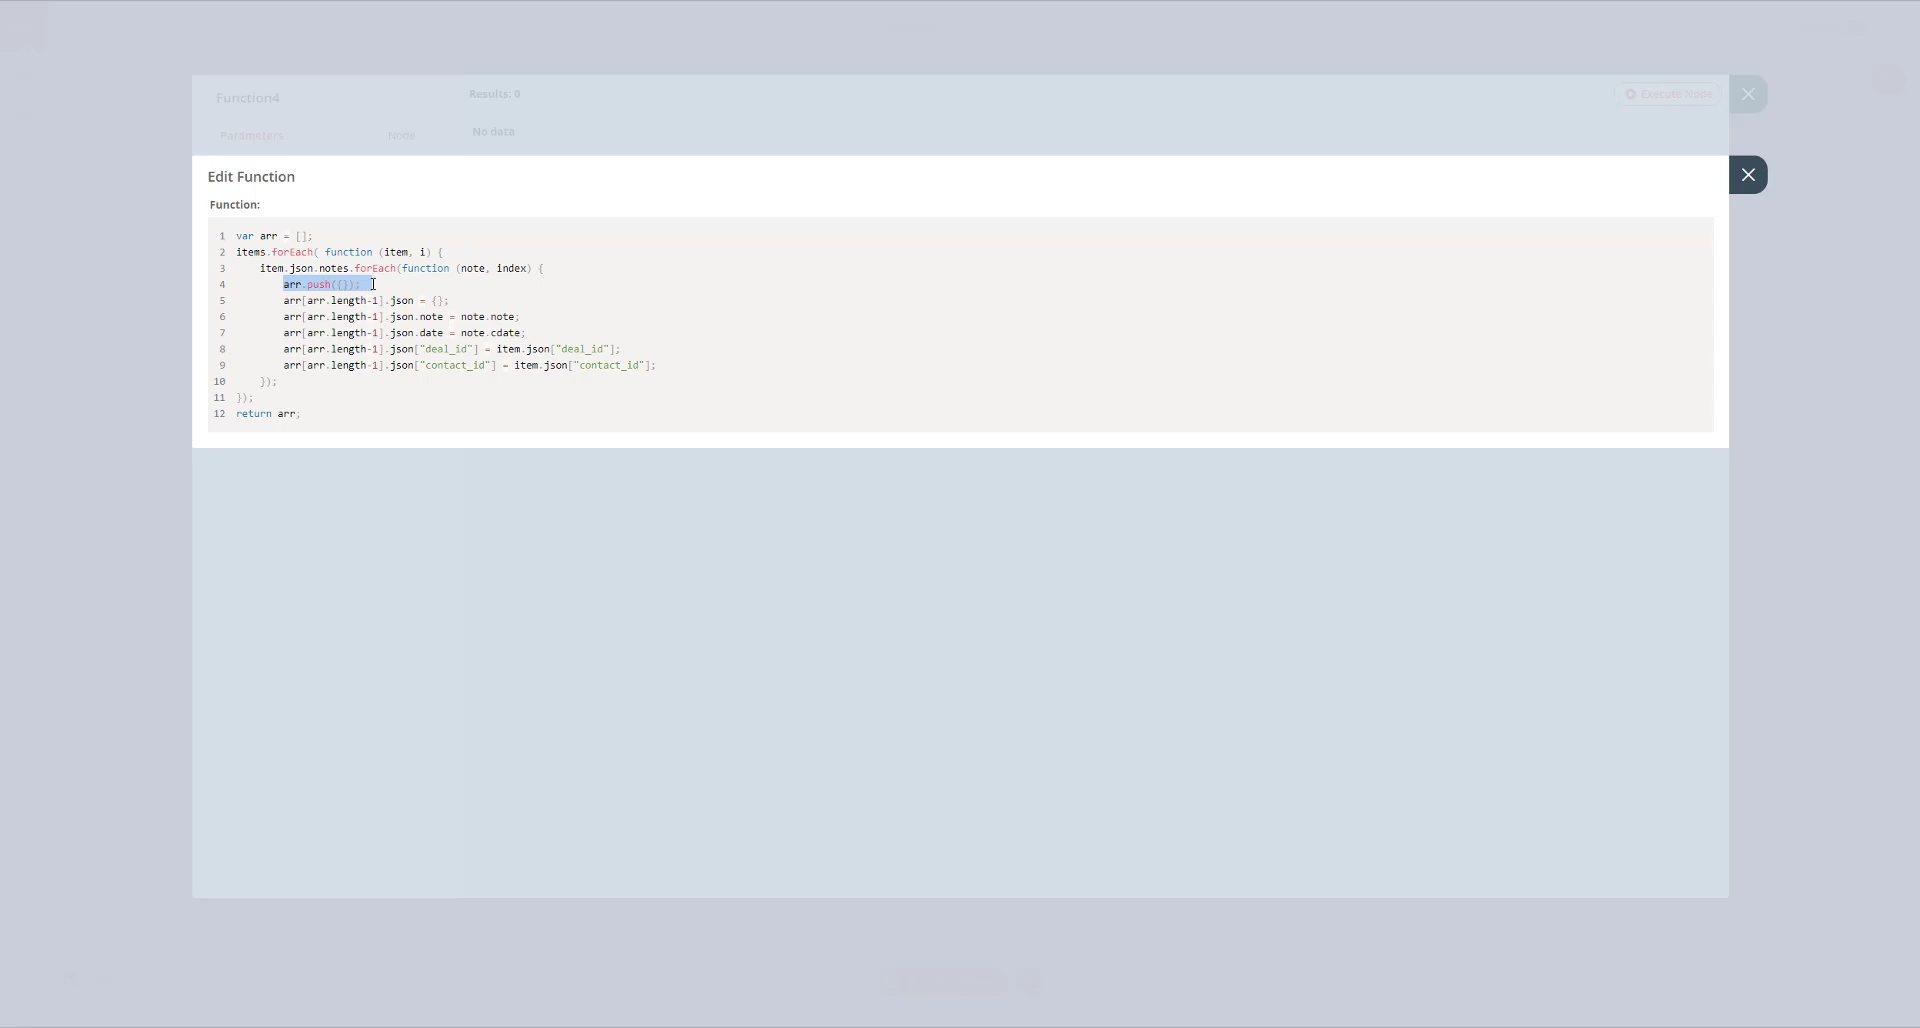 Function4
Results: 0
Execute Node
Parameters
Node
No data
Edit Function
Function:
1 var arr = [];
2 items.forEach( function (item, i) {
3     item.json.notes.forEach(function (note, index) {
4         arr.push({});
5         arr[arr.length-1].json = {};
6         arr[arr.length-1].json.note = note.note;
7         arr[arr.length-1].json.date = note.cdate;
8         arr[arr.length-1].json["deal_id"] = item.json["deal_id"];
9         arr[arr.length-1].json["contact_id"] = item.json["contact_id"];
10     });
11 });
12 return arr;